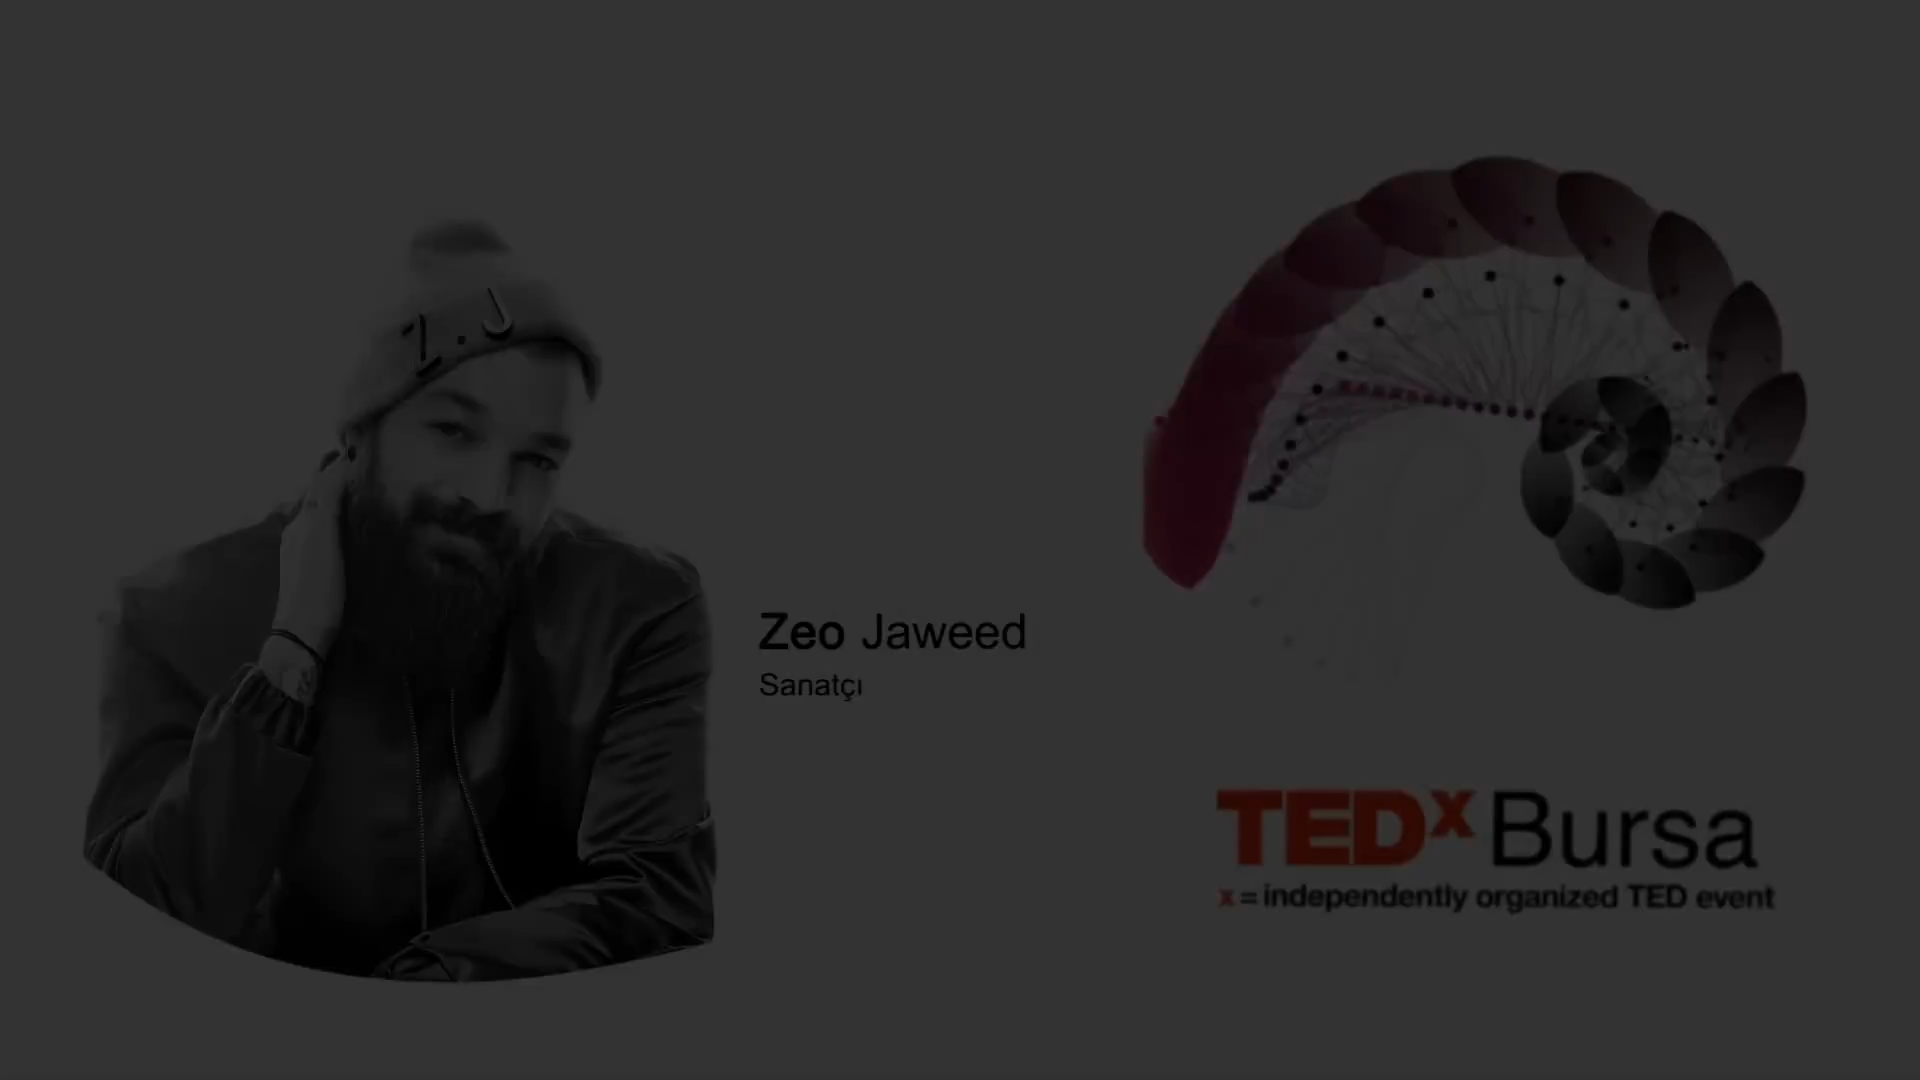 Z.J
Zeo Jaweed
Sanatçı
TEDx Bursa
x = independently organized TED event